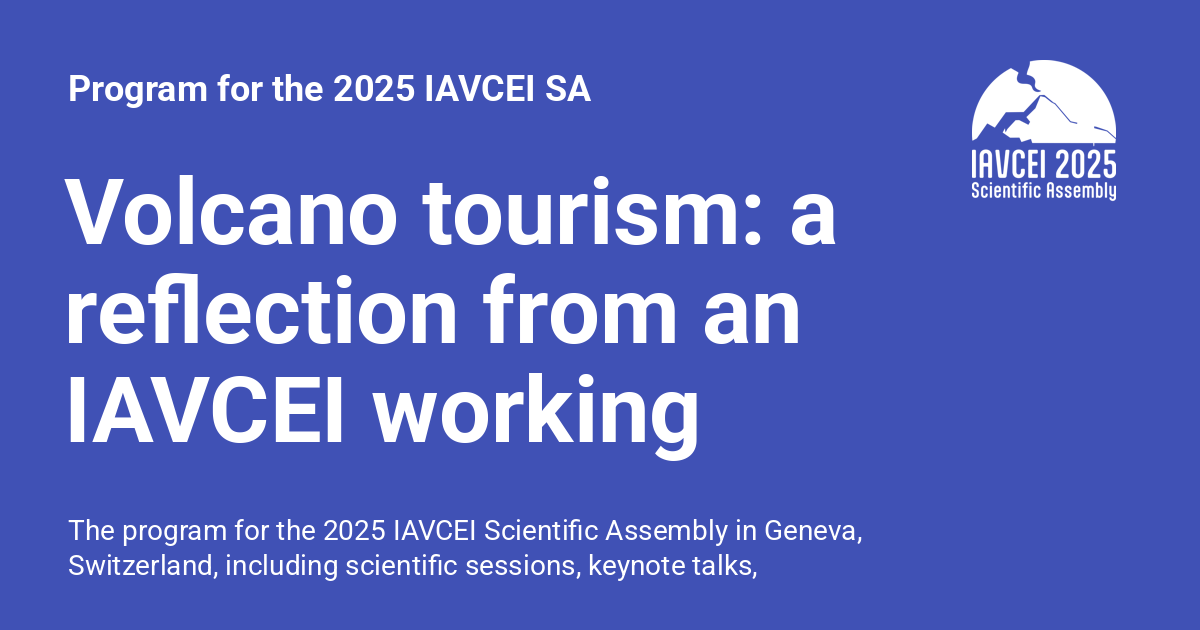 Program for the 2025 IAVCEI SA
IAVCEI 2025
Scientific Assembly
Volcano tourism: a
reflection from an
IAVCEI working
The program for the 2025 IAVCEI Scientific Assembly in Geneva,
Switzerland, including scientific sessions, keynote talks,